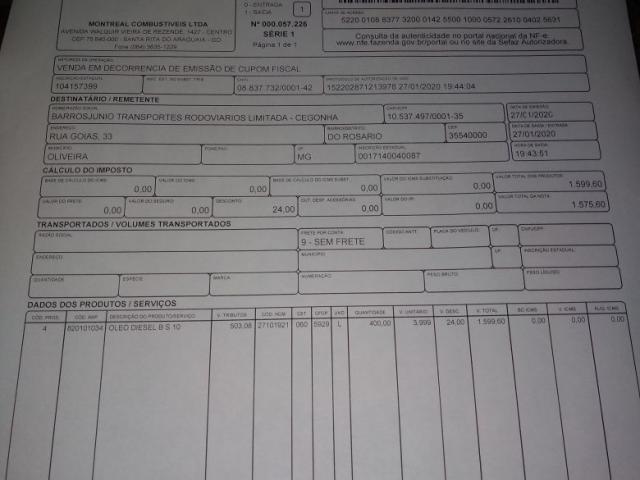 MONTREAL COMBUSTIVEIS LTDA
AVENIDA WALQUIR VIEIRA DE REZENDE, 1427 - CENTRO
CEP 75.840-000 - SANTA RITA DO ARAGUAIA - GO
Fone (064) 3635-1239
0 - ENTRADA
1 - SAIDA
1
Nº 000.057.226
SÉRIE 1
Página 1 de 1
CHAVE DE ACESSO
5220 0108 8377 3200 0142 5500 1000 0572 2610 0402 5631
Consulta da autenticidade no portal nacional da NF-e
www.nfe.fazenda.gov.br/portal ou no site da Sefaz Autorizadora.
NATUREZA DA OPERAÇÃO
VENDA EM DECORRENCIA DE EMISSÃO DE CUPOM FISCAL
INSCRIÇÃO ESTADUAL
104157399
INSC. EST. DO SUBST. TRIB
CNPJ
08.837.732/0001-42
PROTOCOLO DE AUTORIZAÇÃO DE USO
152202871213978 27/01/2020 19:44:04
DESTINATÁRIO / REMETENTE
NOME/RAZÃO SOCIAL
BARROSJUNIO TRANSPORTES RODOVIARIOS LIMITADA - CEGONHA
CNPJ/CPF
10.537.497/0001-35
DATA DE EMISSÃO
27/01/2020
ENDEREÇO
RUA GOIAS, 33
BAIRRO/DISTRITO
DO ROSARIO
CEP
35540000
DATA DE SAIDA / ENTRADA
27/01/2020
MUNICIPIO
OLIVEIRA
FONE/FAX
UF
MG
INSCRIÇÃO ESTADUAL
0017140040087
HORA DE SAIDA
19:43:51
CÁLCULO DO IMPOSTO
BASE DE CÁLCULO DO ICMS
0,00
VALOR DO ICMS
0,00
BASE DE CÁLCULO DO ICMS SUBST.
0,00
VALOR DO ICMS SUBSTITUIÇÃO
0,00
VALOR TOTAL DOS PRODUTOS
1.599,60
VALOR DO FRETE
0,00
VALOR DO SEGURO
0,00
DESCONTO
24,00
OUT. DESP. ACESSÓRIAS
0,00
VALOR DO IPI
0,00
VALOR TOTAL DA NOTA
1.575,60
TRANSPORTADOS / VOLUMES TRANSPORTADOS
RAZÃO SOCIAL
FRETE POR CONTA
9 - SEM FRETE
CÓDIGO ANTT
PLACA DO VEÍCULO
UF
CNPJ/CPF
ENDEREÇO
MUNICIPIO
UF
INSCRIÇÃO ESTADUAL
QUANTIDADE
ESPÉCIE
MARCA
NUMERAÇÃO
PESO BRUTO
PESO LÍQUIDO
DADOS DOS PRODUTOS / SERVIÇOS
CÓD. PROD. CÓD. ANP DESCRIÇÃO DO PRODUTO/SERVIÇO V. TRIBUTOS CÓD. NCM CST CFOP UND QUANTIDADE V. UNITÁRIO V. DESC V. TOTAL BC ICMS V. ICMS ALIQ. ICMS
4 820101034 OLEO DIESEL B S 10 503,08 27101921 060 5929 L 400,00 3,999 24,00 1.599,60 0,00 0,00 0,00